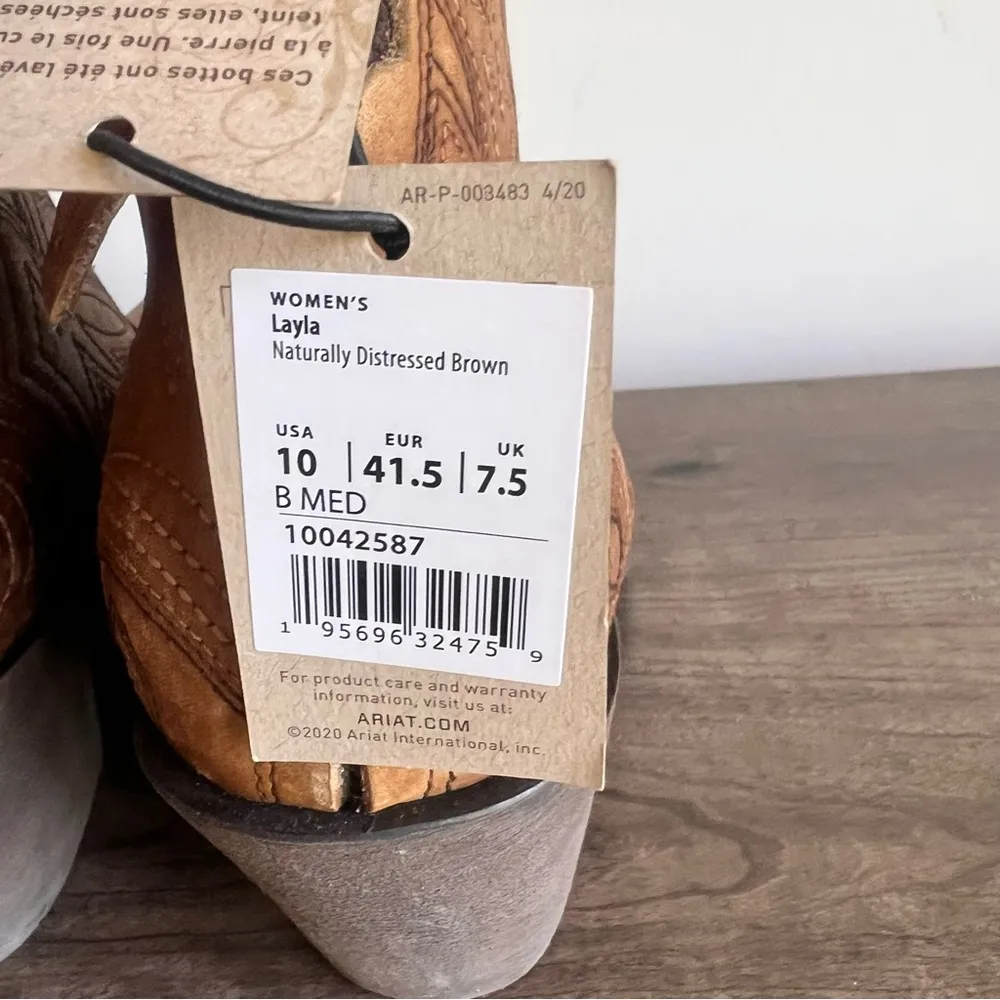 Ces bottes ont été lavé
à la pierre. Une fois le cu
teint, elles sont séchées
AR-P-003483 4/20
WOMEN'S
Layla
Naturally Distressed Brown
USA EUR UK
10 | 41.5 | 7.5
B MED
10042587
1 95696 32475 9
For product care and warranty
information, visit us at:
ARIAT.COM
©2020 Ariat International, inc.